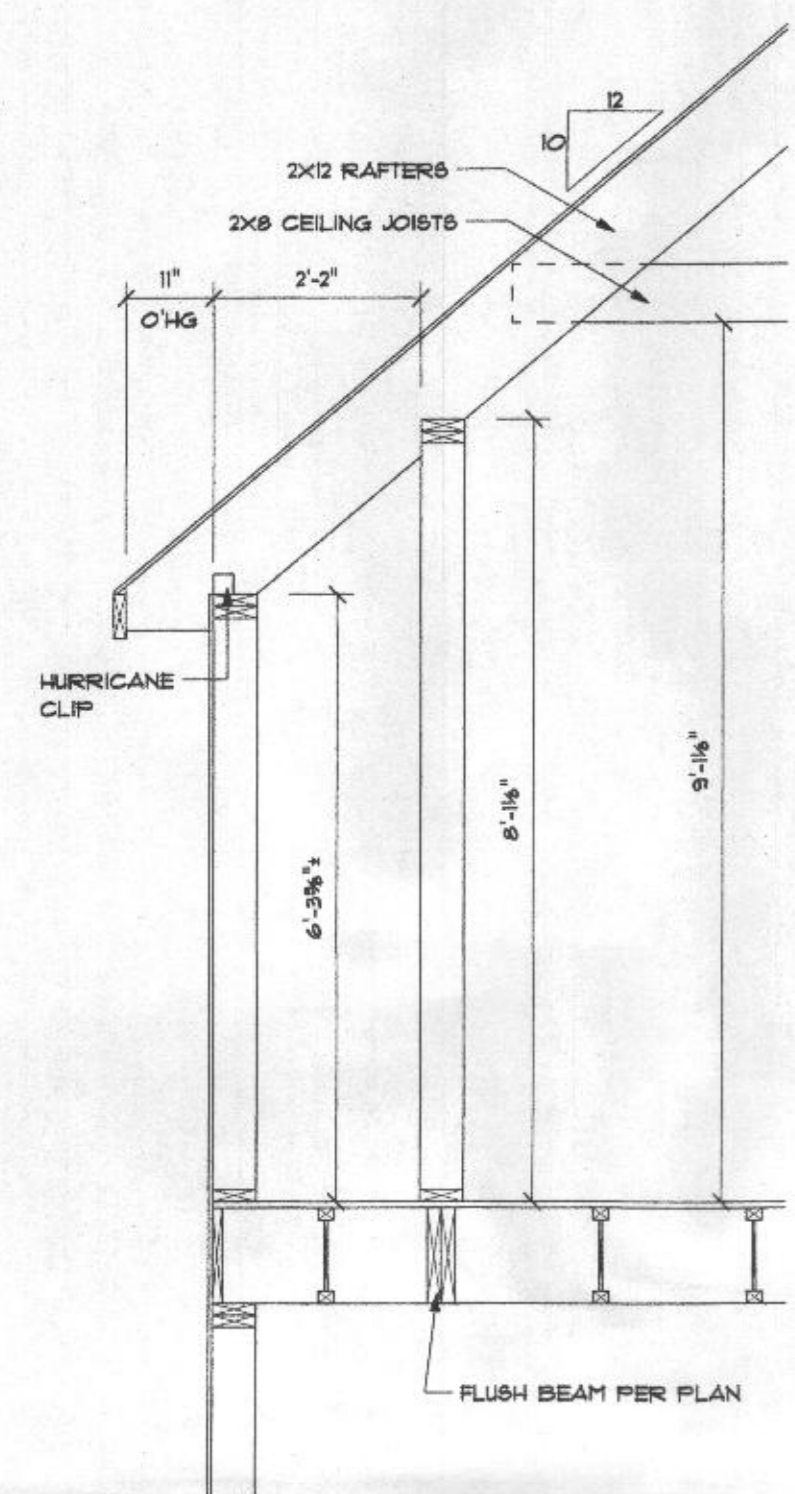 12
10
2X12 RAFTERS
2X8 CEILING JOISTS
11"
2'-2"
O'HG
HURRICANE
CLIP
6'-3⅝"±
8'-1⅛"
9'-1⅛"
FLUSH BEAM PER PLAN